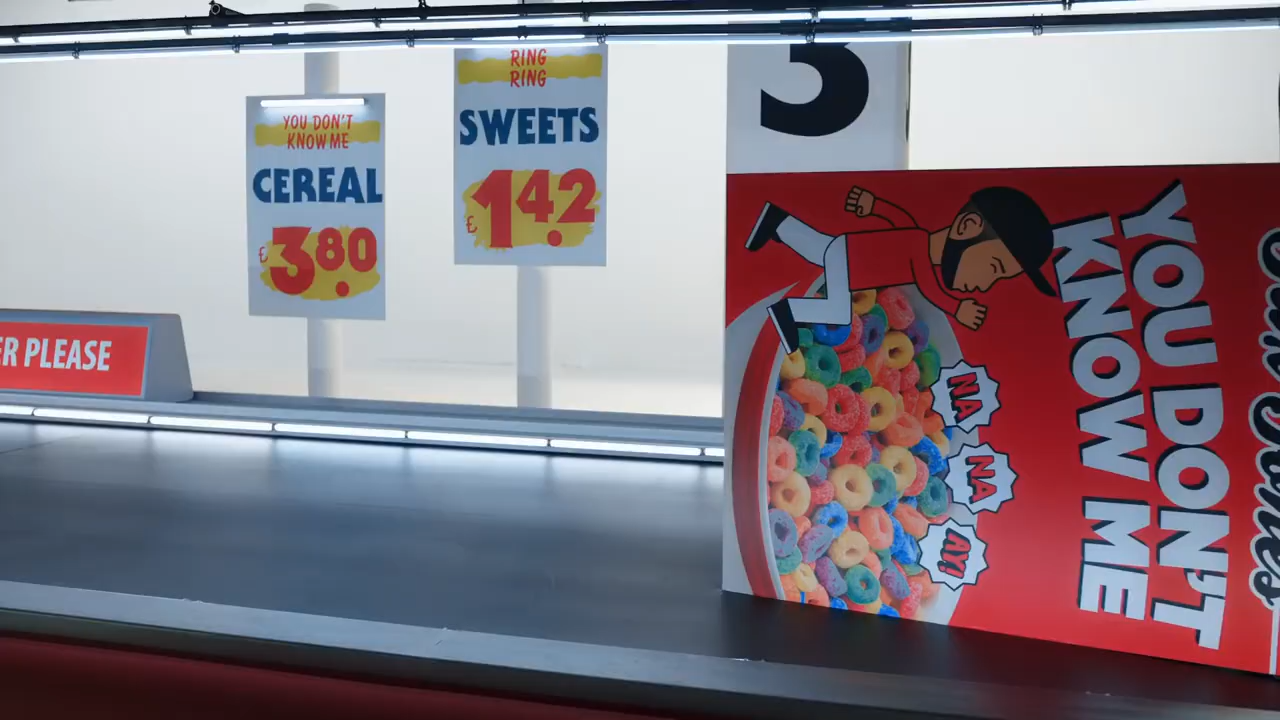 YOU DON'T
KNOW ME
CEREAL
£3.80
RING
RING
SWEETS
£1.42
3
ER PLEASE
YOU DON'T
KNOW ME
NA
NA
AY!